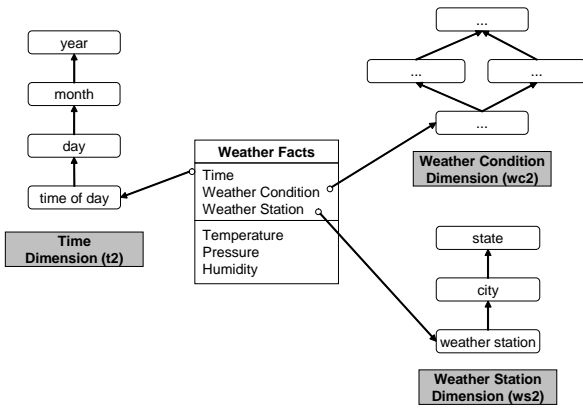 year
month
day
time of day
Time
Dimension (t2)
Weather Facts
Time
Weather Condition
Weather Station
Temperature
Pressure
Humidity
...
...
...
...
Weather Condition
Dimension (wc2)
state
city
weather station
Weather Station
Dimension (ws2)